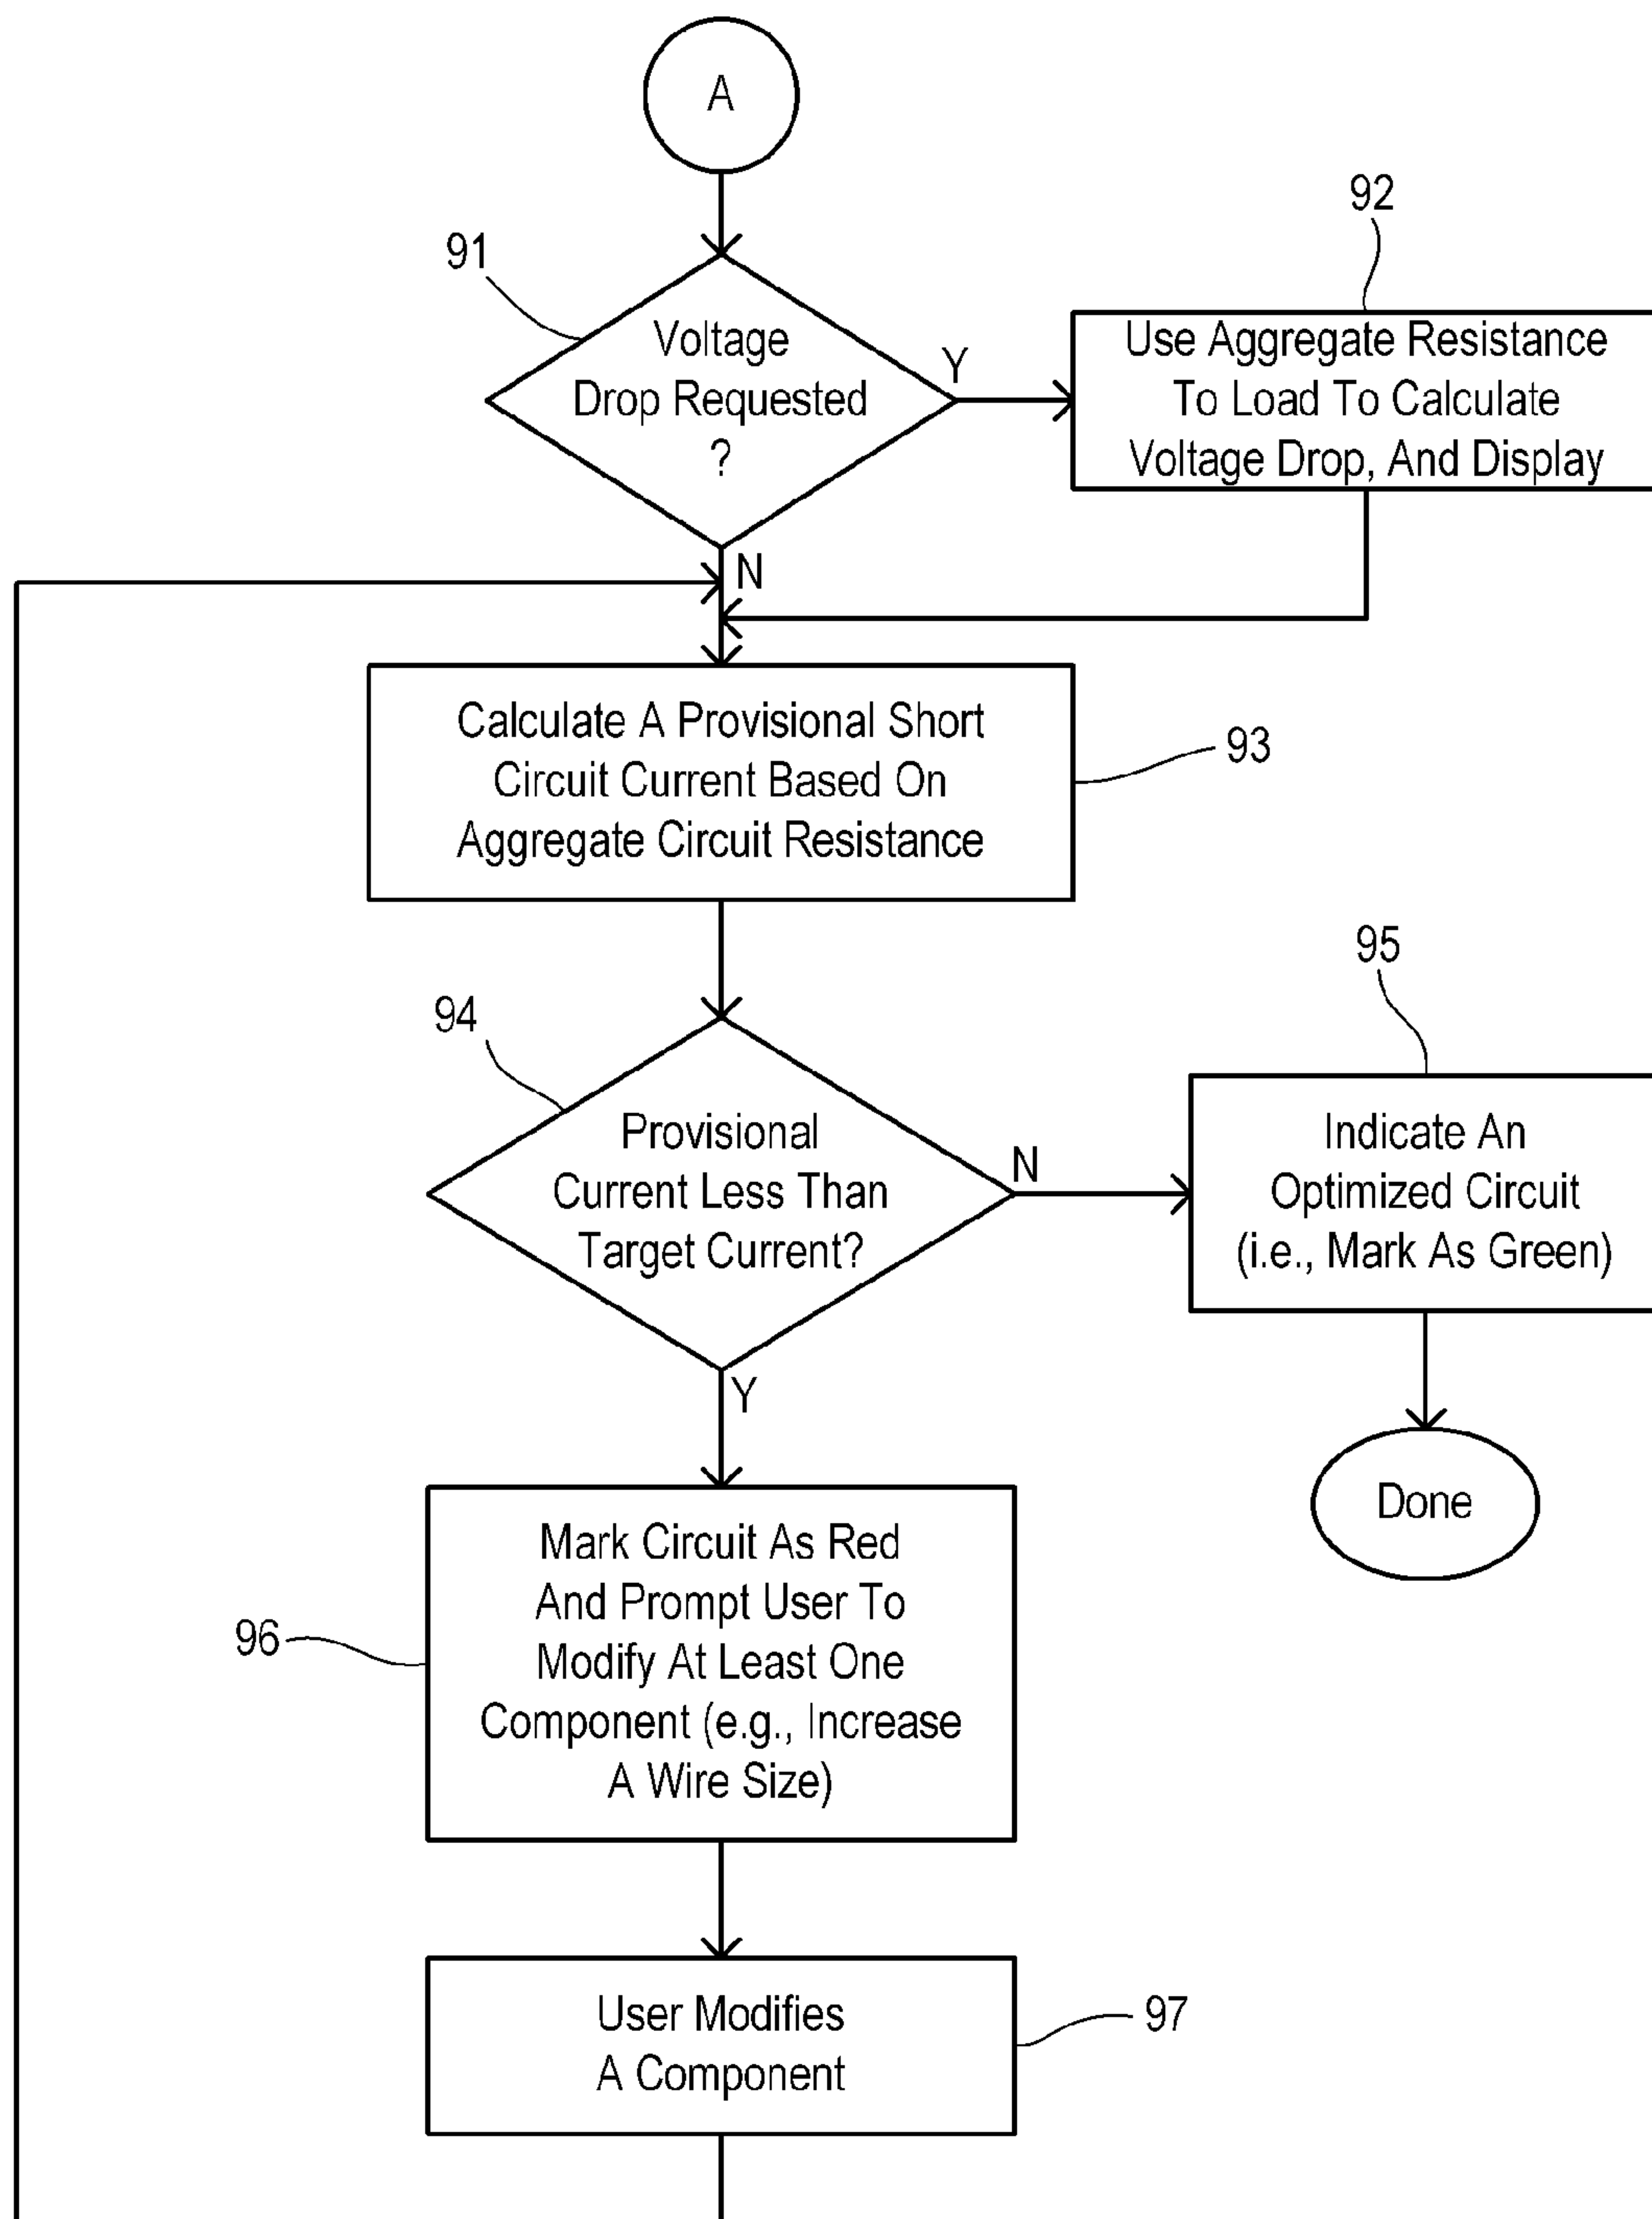 A
91
Voltage
Drop Requested
?
Y
N
92
Use Aggregate Resistance
To Load To Calculate
Voltage Drop, And Display
Calculate A Provisional Short
Circuit Current Based On
Aggregate Circuit Resistance
93
94
Provisional
Current Less Than
Target Current?
N
Y
95
Indicate An
Optimized Circuit
(i.e., Mark As Green)
Done
96
Mark Circuit As Red
And Prompt User To
Modify At Least One
Component (e.g., Increase
A Wire Size)
User Modifies
A Component
97